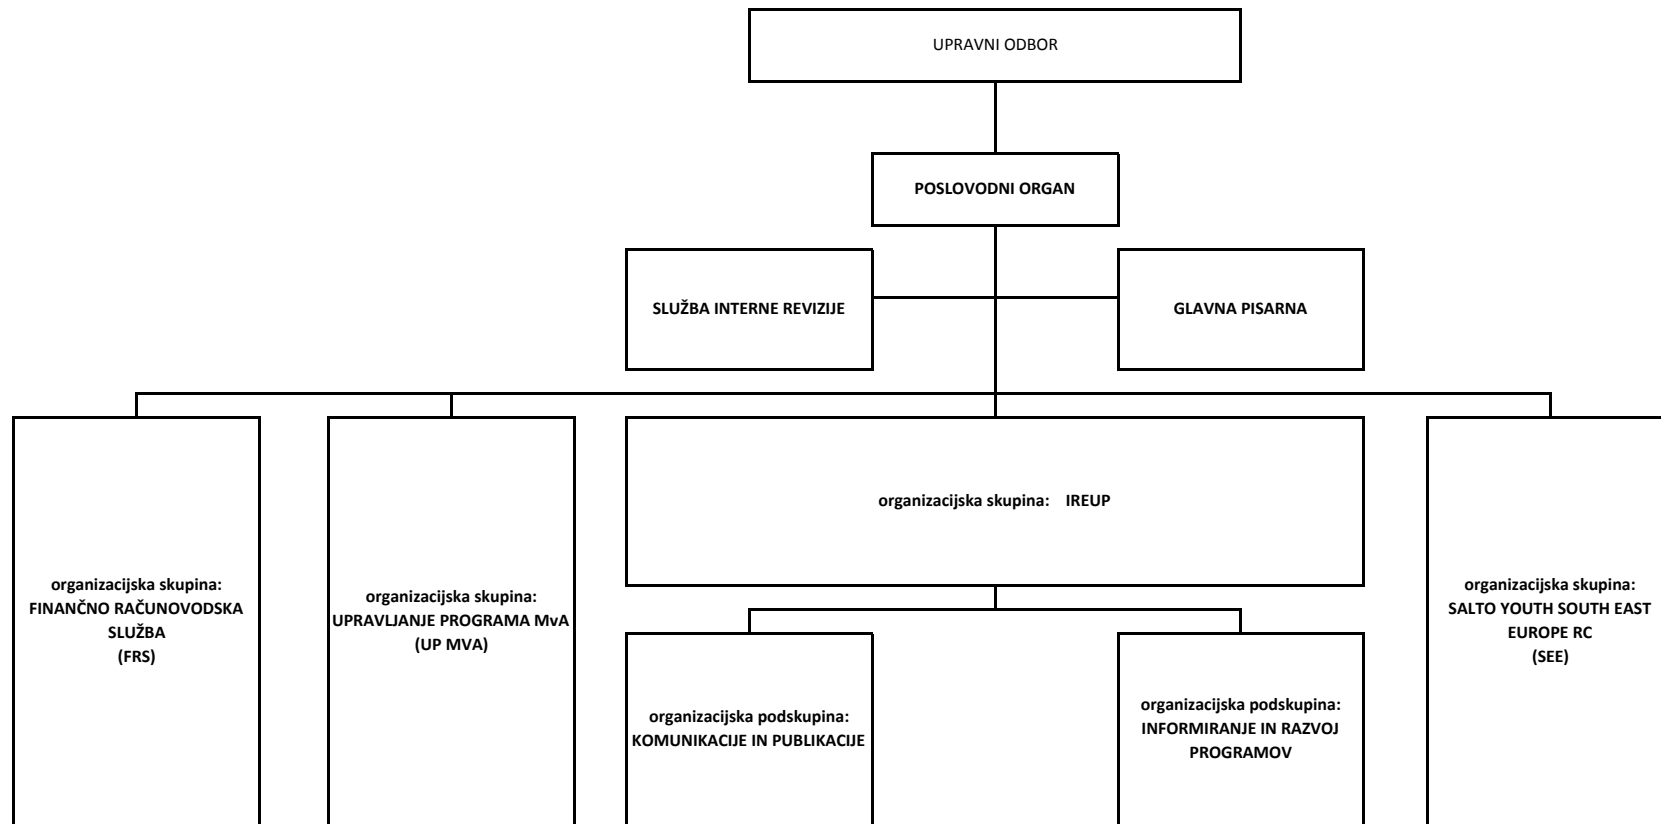 UPRAVNI ODBOR
POSLOVODNI ORGAN
SLUŽBA INTERNE REVIZIJE
GLAVNA PISARNA
organizacijska skupina:
FINANČNO RAČUNOVODSKA
SLUŽBA
(FRS)
organizacijska skupina:
UPRAVLJANJE PROGRAMA MvA
(UP MVA)
organizacijska skupina: IREUP
organizacijska skupina:
SALTO YOUTH SOUTH EAST
EUROPE RC
(SEE)
organizacijska podskupina:
KOMUNIKACIJE IN PUBLIKACIJE
organizacijska podskupina:
INFORMIRANJE IN RAZVOJ
PROGRAMOV